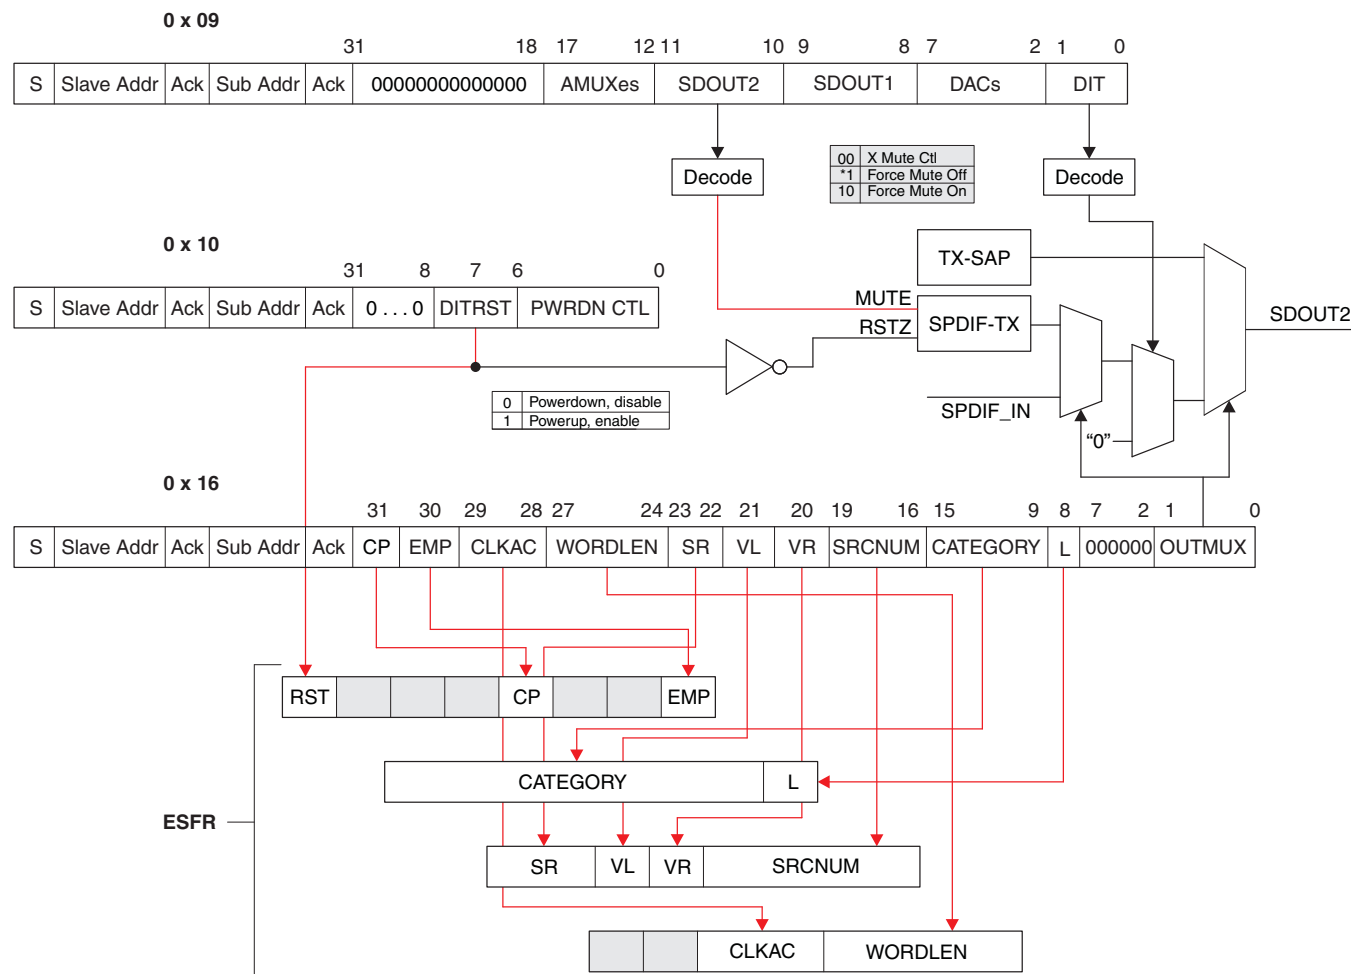 0 x 09
31 18 17 12 11 10 9 8 7 2 1 0
S Slave Addr Ack Sub Addr Ack 00000000000000 AMUXes SDOUT2 SDOUT1 DACs DIT
00 X Mute Ctl
*1 Force Mute Off
10 Force Mute On
Decode Decode
0 x 10
TX-SAP
31 8 7 6 0
S Slave Addr Ack Sub Addr Ack 0 . . . 0 DITRST PWRDN CTL
MUTE
SDOUT2
SPDIF-TX
RSTZ
0 Powerdown, disable
1 Powerup, enable
SPDIF_IN
“0”
0 x 16
31 30 29 28 27 24 23 22 21 20 19 16 15 9 8 7 2 1 0
S Slave Addr Ack Sub Addr Ack CP EMP CLKAC WORDLEN SR VL VR SRCNUM CATEGORY L 000000 OUTMUX
RST CP EMP
CATEGORY L
ESFR
SR VL VR SRCNUM
CLKAC WORDLEN